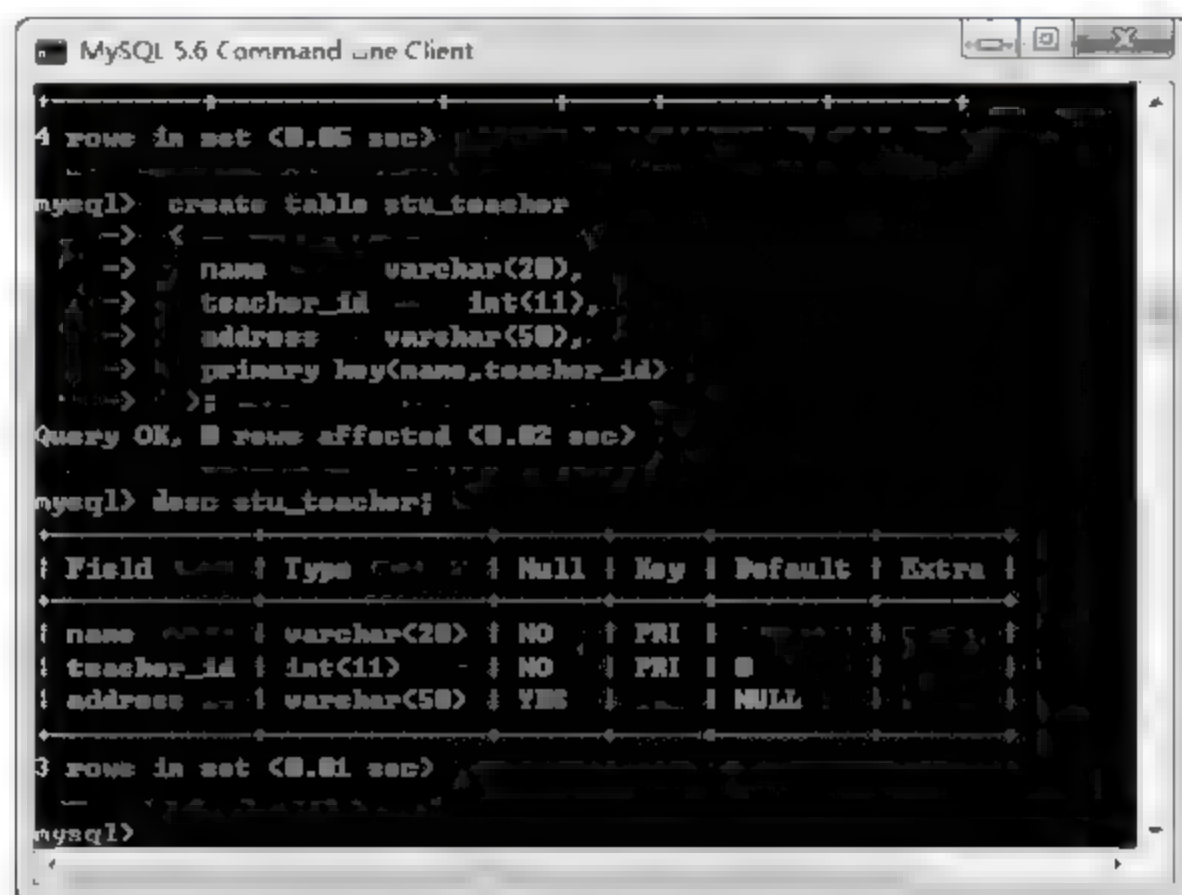 MySQL 5.6 Command Line Client
4 rows in set (0.05 sec)
mysql> create table stu_teacher
-> (
-> name varchar(20),
-> teacher_id int(11),
-> address varchar(50),
-> primary key(name,teacher_id)
-> );
Query OK, 0 rows affected (0.02 sec)
mysql> desc stu_teacher;
| Field | Type | Null | Key | Default | Extra |
| name | varchar(20) | NO | PRI | | |
| teacher_id | int(11) | NO | PRI | 0 | |
| address | varchar(50) | YES | | NULL | |
3 rows in set (0.01 sec)
mysql>